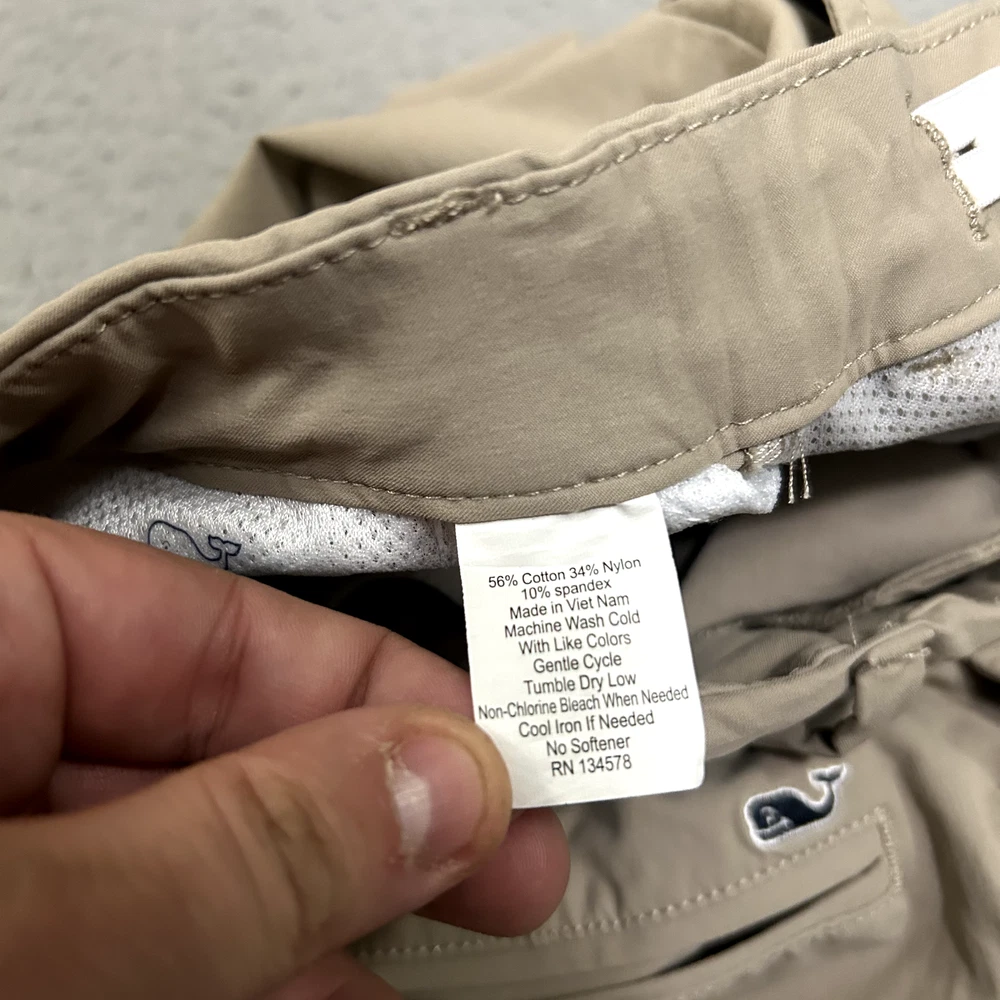 56% Cotton 34% Nylon
10% spandex
Made in Viet Nam
Machine Wash Cold
With Like Colors
Gentle Cycle
Tumble Dry Low
Non-Chlorine Bleach When Needed
Cool Iron If Needed
No Softener
RN 134578